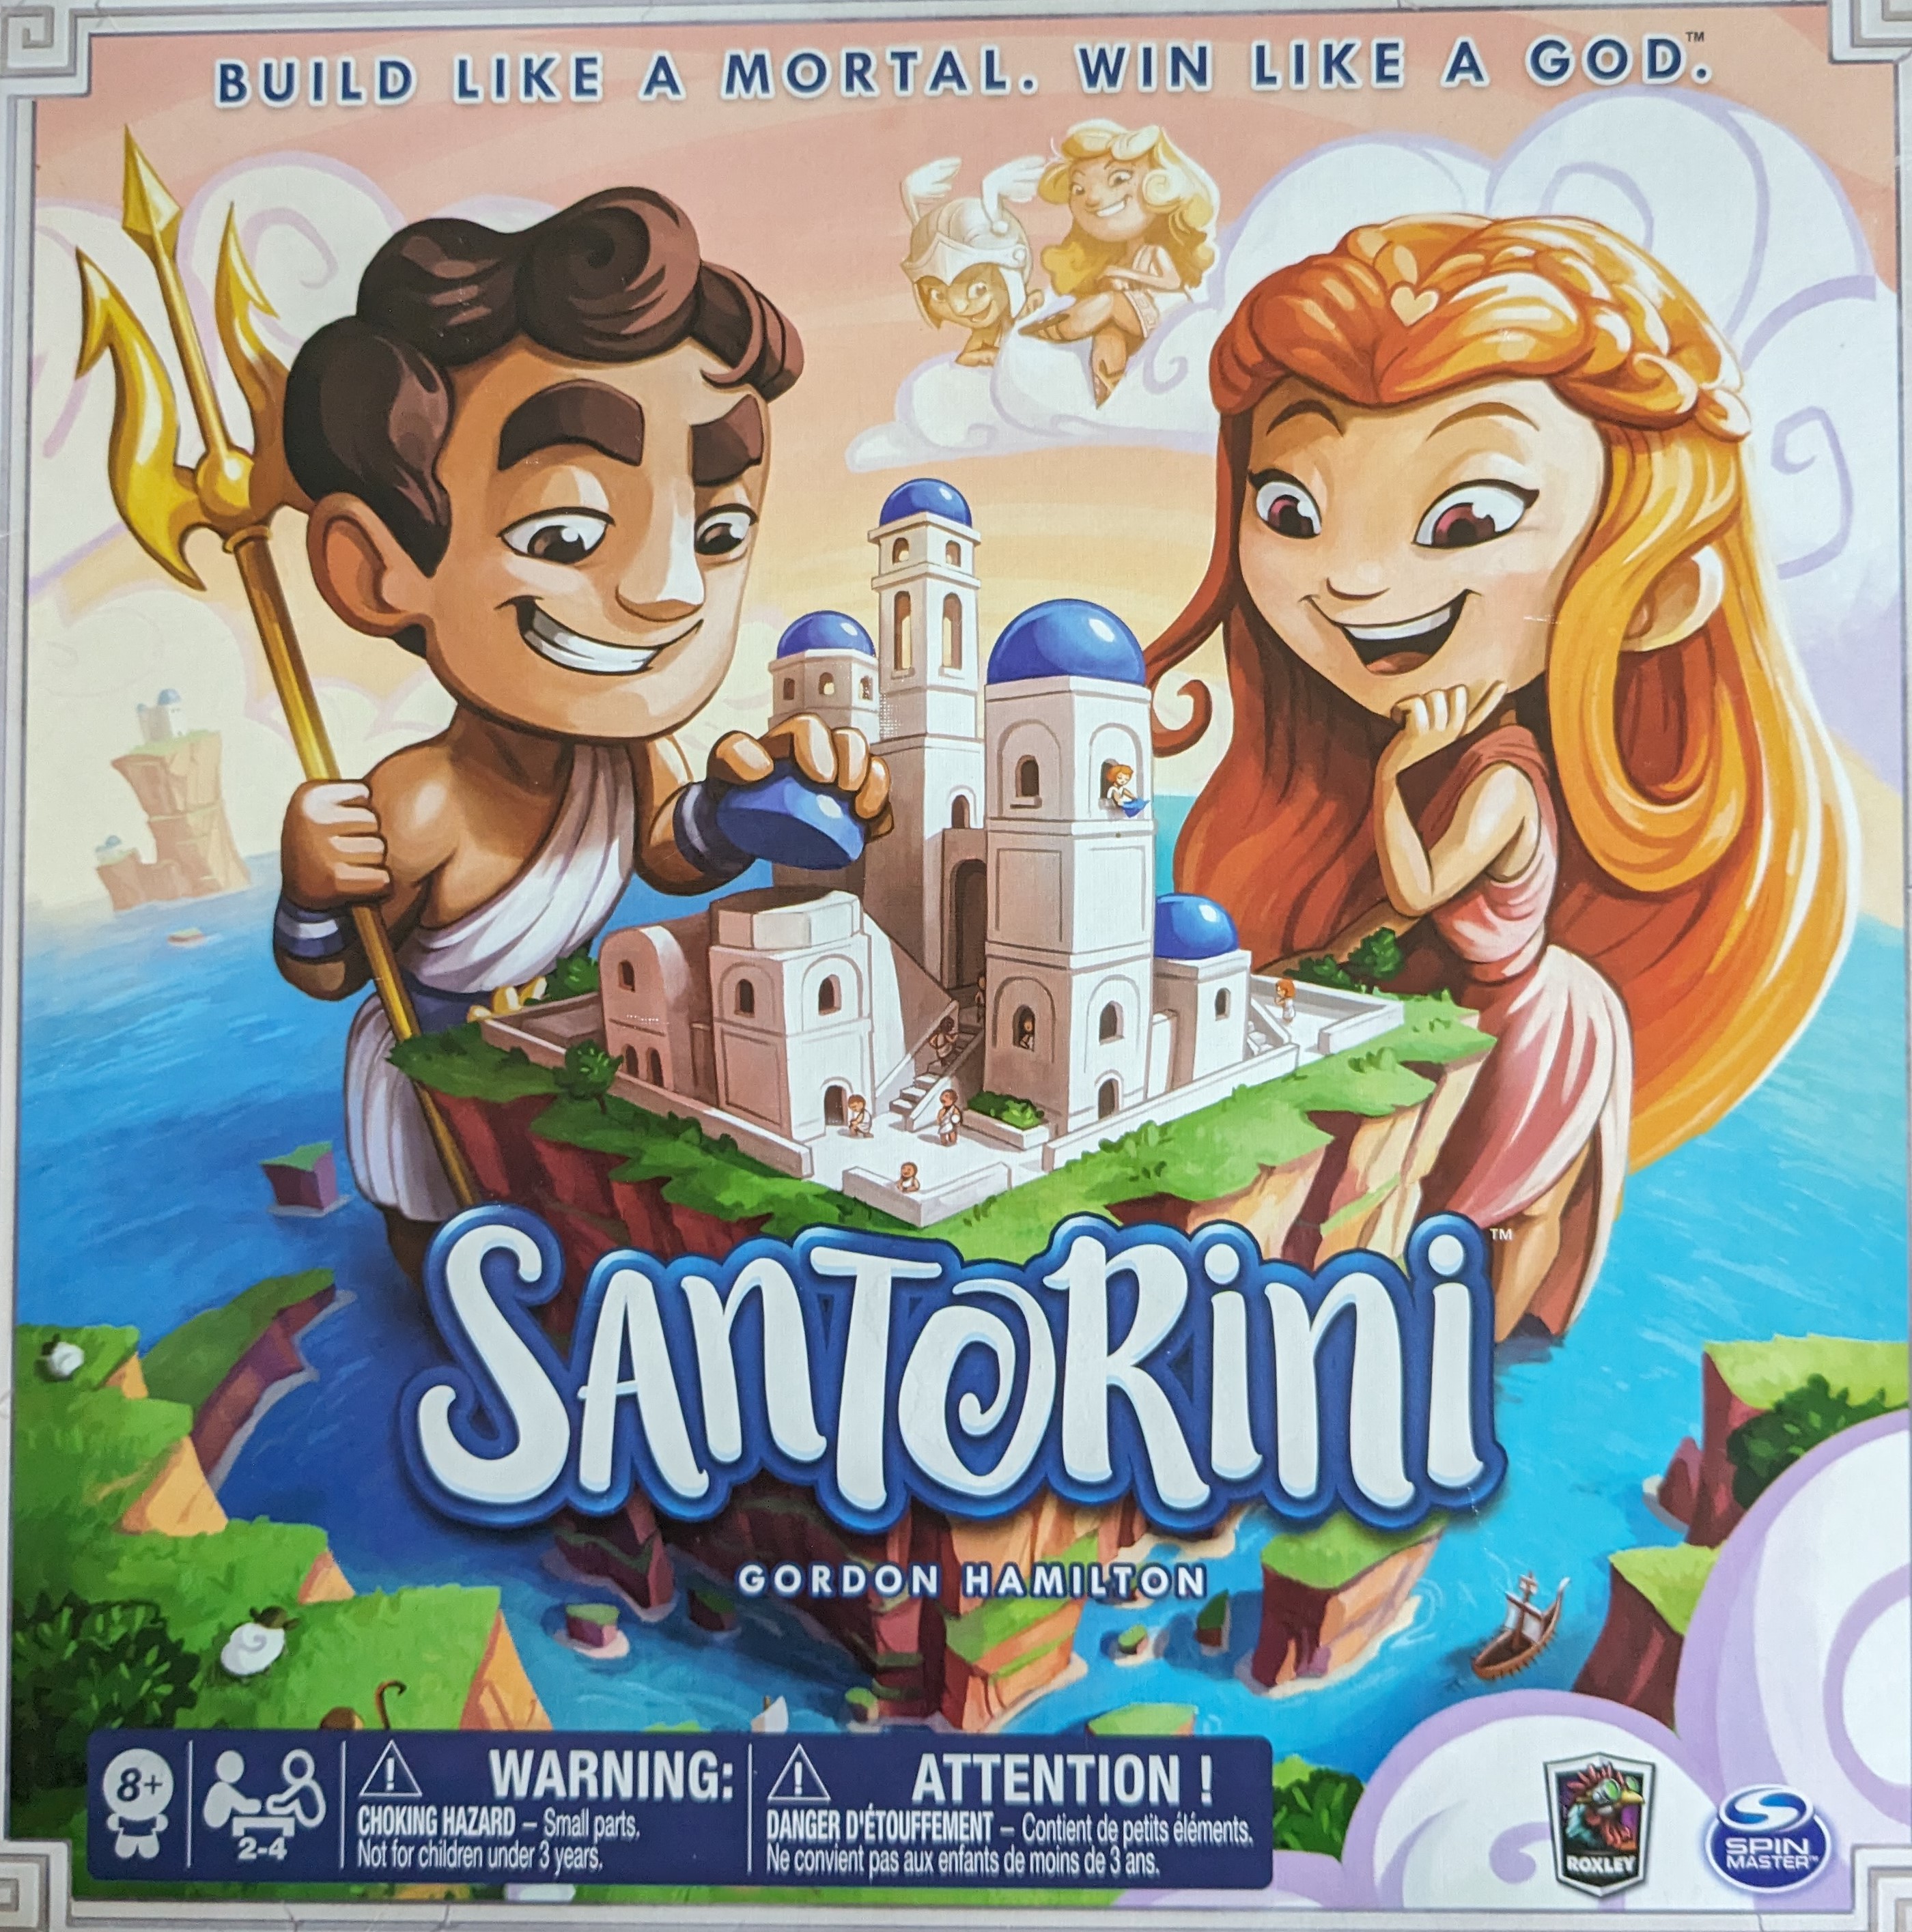 BUILD LIKE A MORTAL. WIN LIKE A GOD.™
SANTORINI™
GORDON HAMILTON
8+
2-4
WARNING:
CHOKING HAZARD – Small parts.
Not for children under 3 years.
ATTENTION !
DANGER D'ÉTOUFFEMENT – Contient de petits éléments.
Ne convient pas aux enfants de moins de 3 ans.
ROXLEY
SPIN
MASTER™